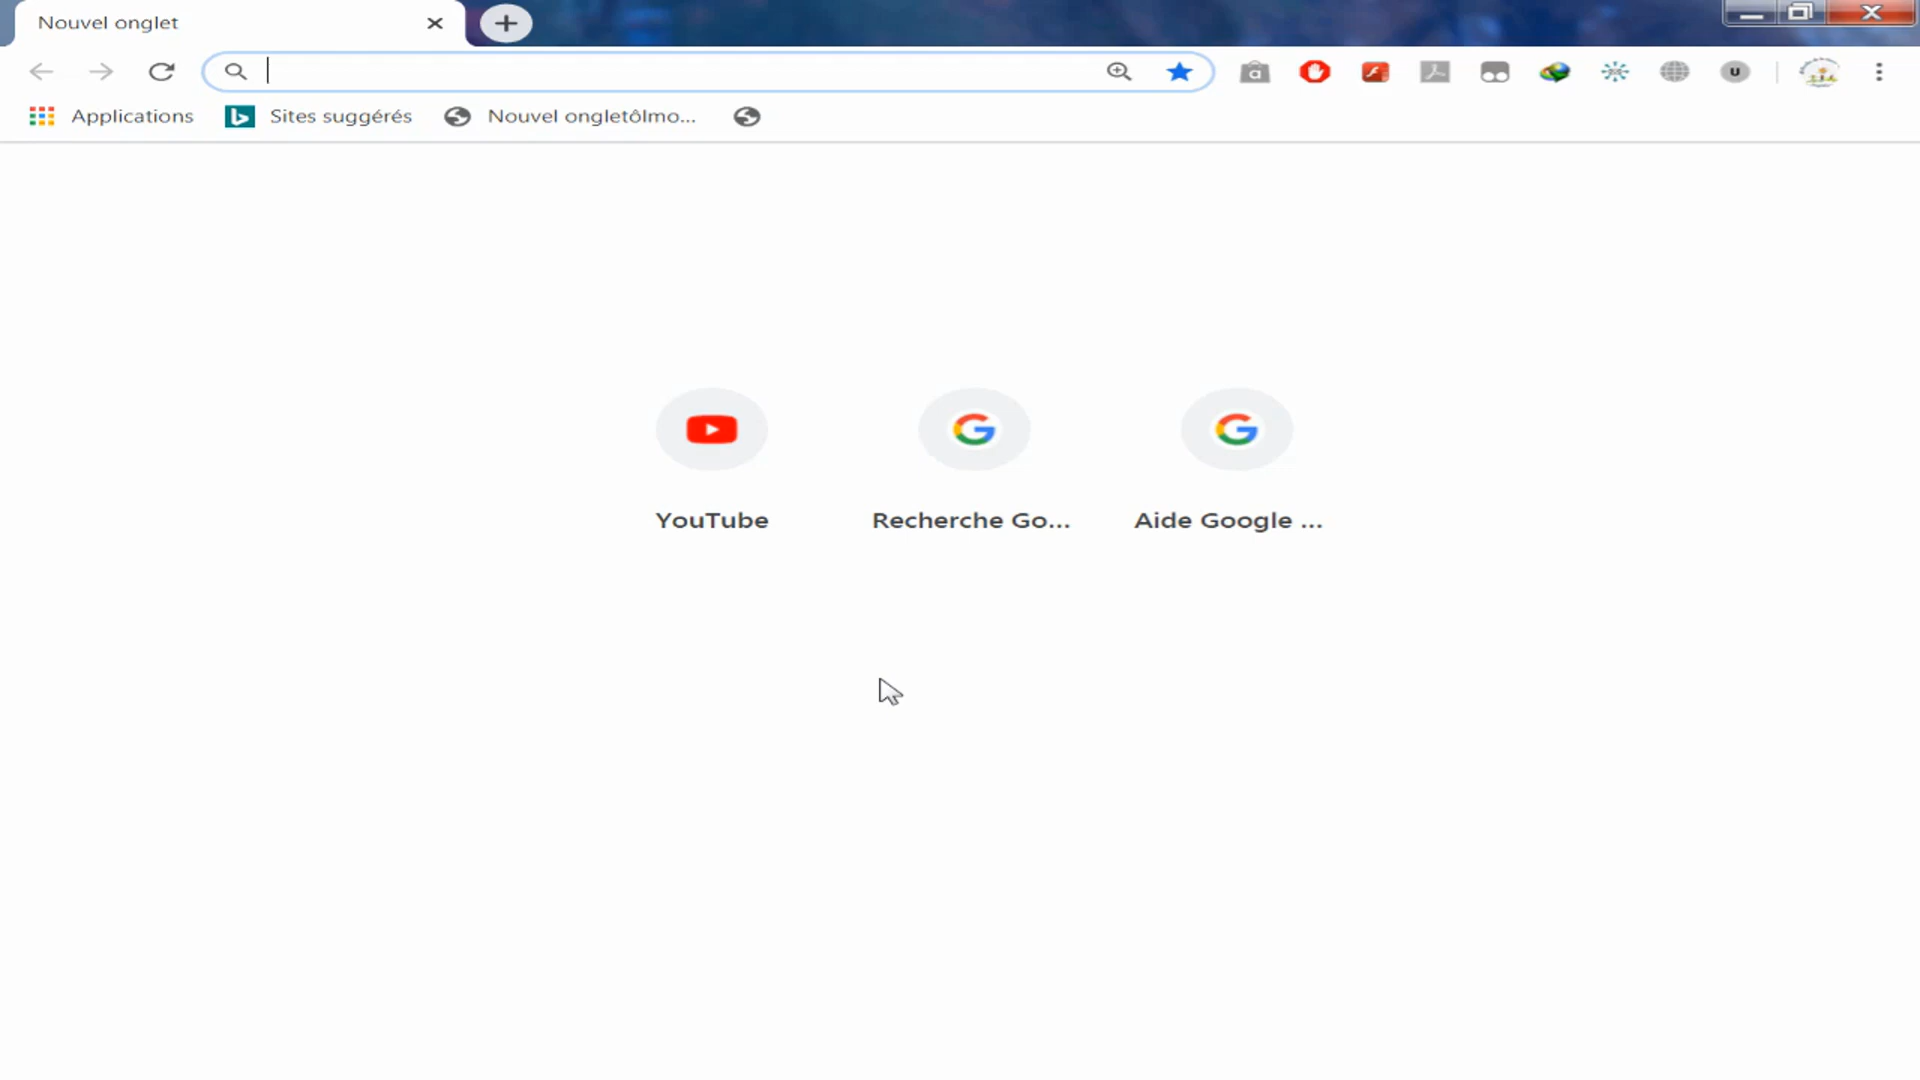 Nouvel onglet
Applications Sites suggérés Nouvel ongletôlmo...
YouTube Recherche Go... Aide Google ...